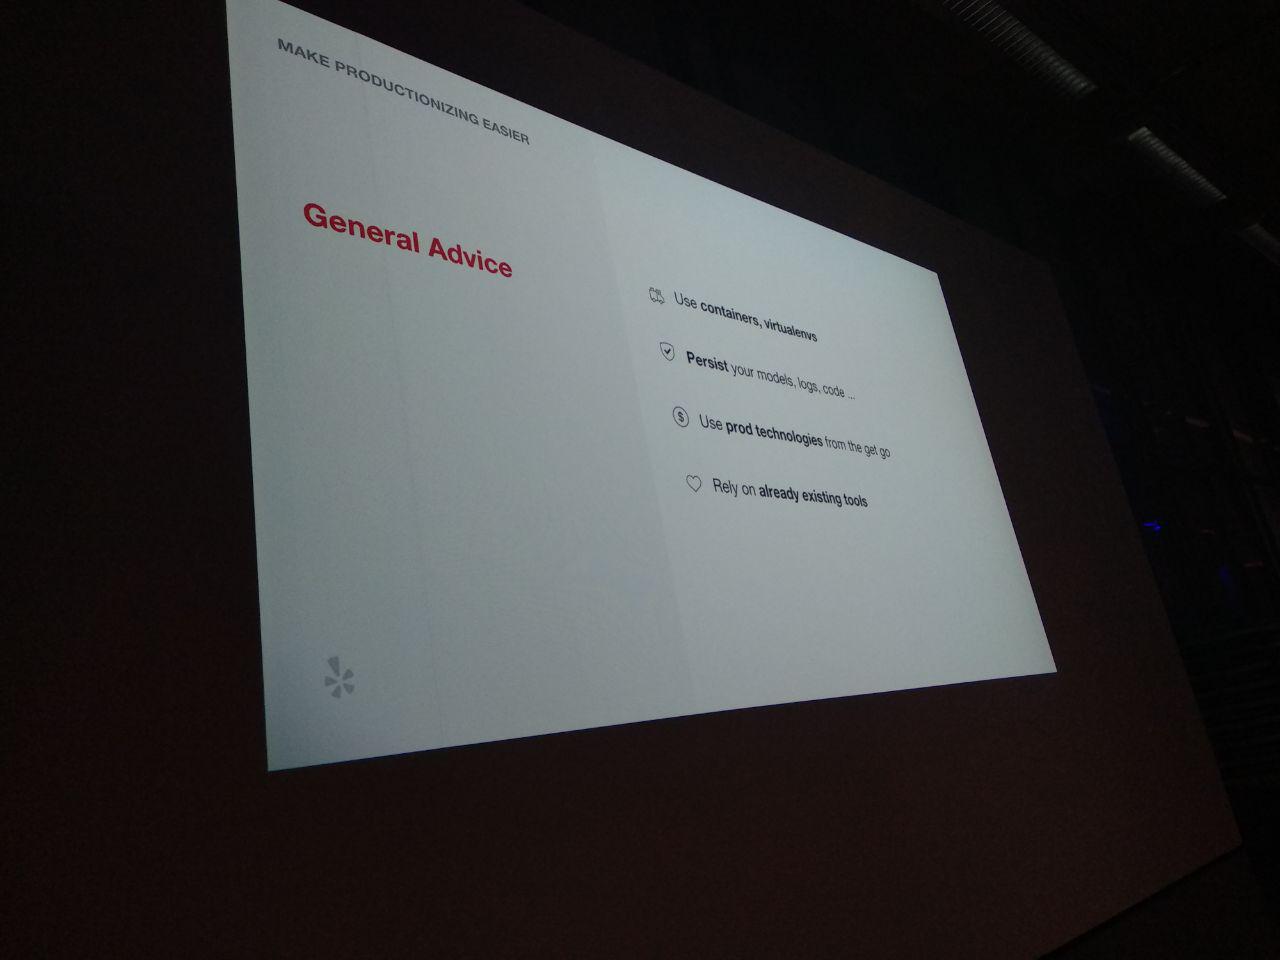 MAKE PRODUCTIONIZING EASIER
General Advice
Use containers, virtualenvs
Persist your models, logs, code ...
Use prod technologies from the get go
Rely on already existing tools